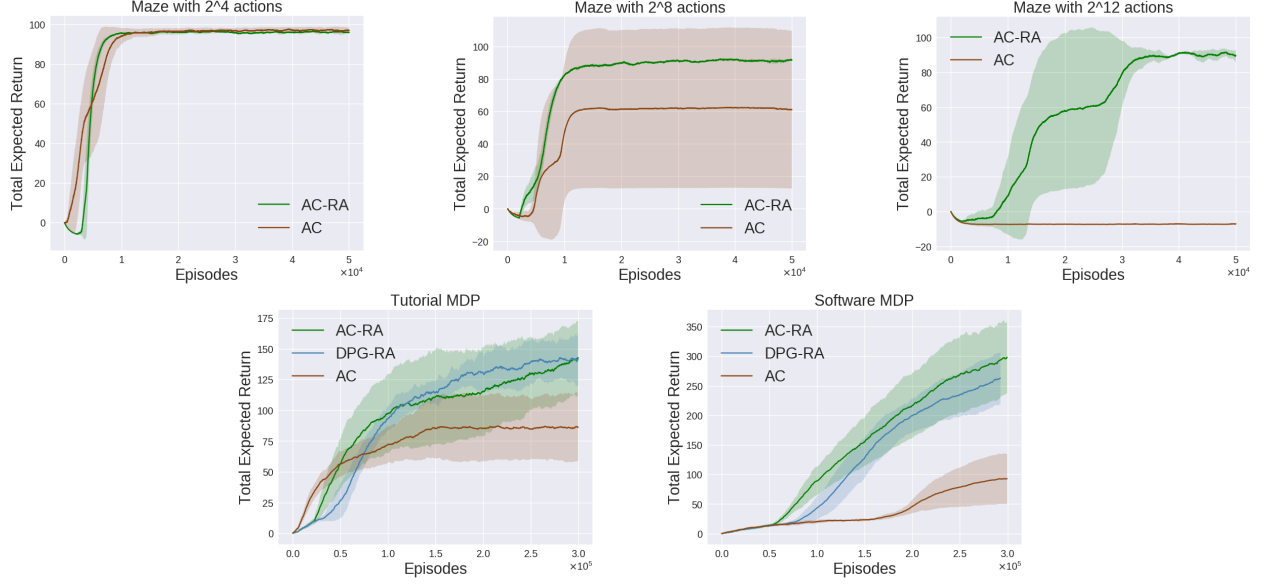 Maze with 2^4 actions
Total Expected Return
100
80
60
40
20
0
AC-RA
AC
0
1
2
3
4
5
Episodes
×10^4
Maze with 2^8 actions
Total Expected Return
100
80
60
40
20
0
−20
AC-RA
AC
0
1
2
3
4
5
Episodes
×10^4
Maze with 2^12 actions
Total Expected Return
100
80
60
40
20
0
−20
AC-RA
AC
0
1
2
3
4
5
Episodes
×10^4
Tutorial MDP
Total Expected Return
175
150
125
100
75
50
25
0
AC-RA
DPG-RA
AC
0.0
0.5
1.0
1.5
2.0
2.5
3.0
Episodes
×10^5
Software MDP
Total Expected Return
350
300
250
200
150
100
50
0
AC-RA
DPG-RA
AC
0.0
0.5
1.0
1.5
2.0
2.5
3.0
Episodes
×10^5